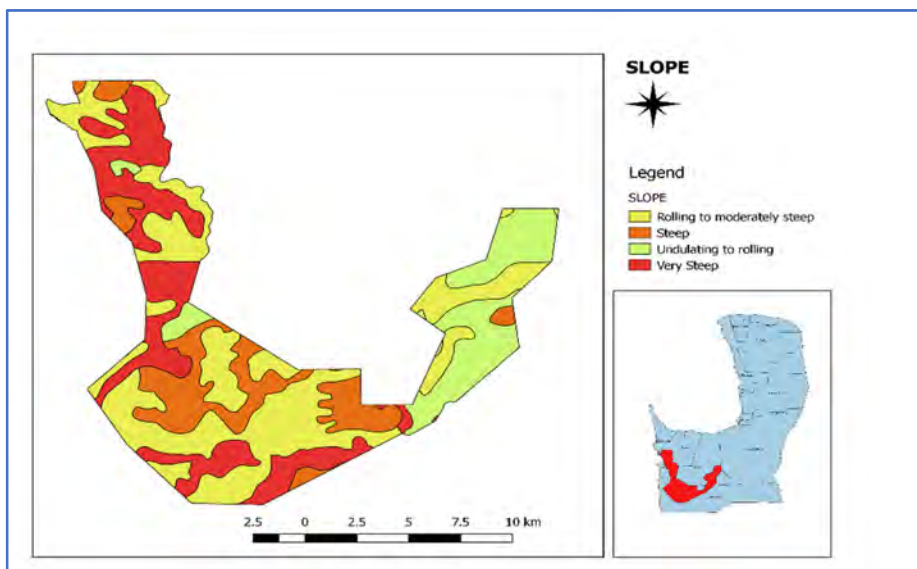 SLOPE
Legend
SLOPE
Rolling to moderately steep
Steep
Undulating to rolling
Very Steep
2.5 0 2.5 5 7.5 10 km